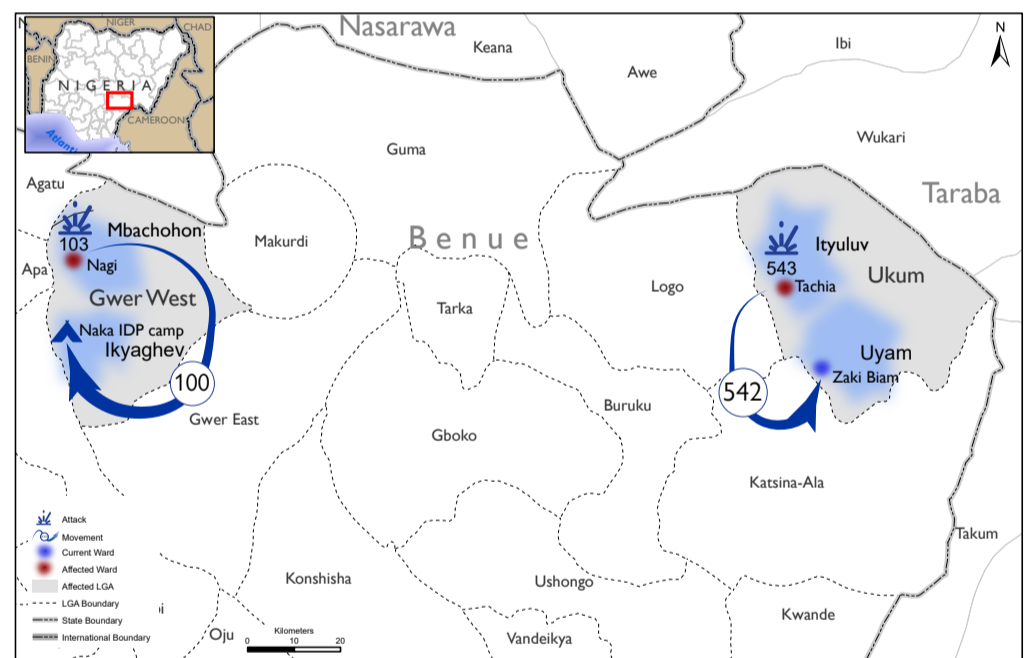 N
NIGER
CHAD
BENIN
NIGERIA
CAMEROON
Atlanti
Nasarawa
Keana
Awe
Ibi
N
Wukari
Guma
Taraba
Agatu
Mbachohon
103
Nagi
Apa
Gwer West
Naka IDP camp
Ikyaghev
100
Gwer East
Makurdi
Benue
Tarka
Logo
Ityuluv
543
Tachia
Ukum
Uyam
Zaki Biam
542
Buruku
Gboko
Katsina-Ala
Takum
Konshisha
Ushongo
Kwande
Vandeikya
Oju
Attack
Movement
Current Ward
Affected Ward
Affected LGA
LGA Boundary
State Boundary
International Boundary
Kilometers
0 10 20